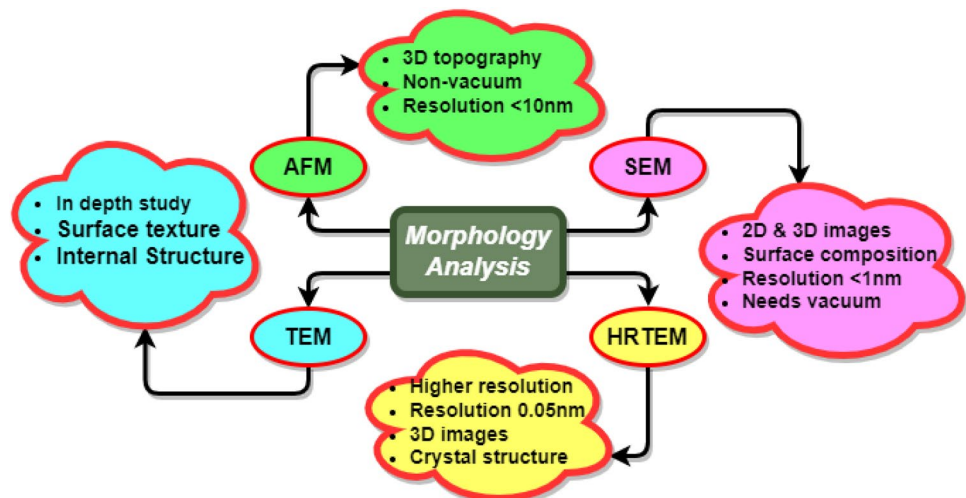 • 3D topography
• Non-vacuum
• Resolution <10nm
AFM
SEM
• In depth study
• Surface texture
• Internal Structure
Morphology
Analysis
• 2D & 3D images
• Surface composition
• Resolution <1nm
• Needs vacuum
TEM
HRTEM
• Higher resolution
• Resolution 0.05nm
• 3D images
• Crystal structure